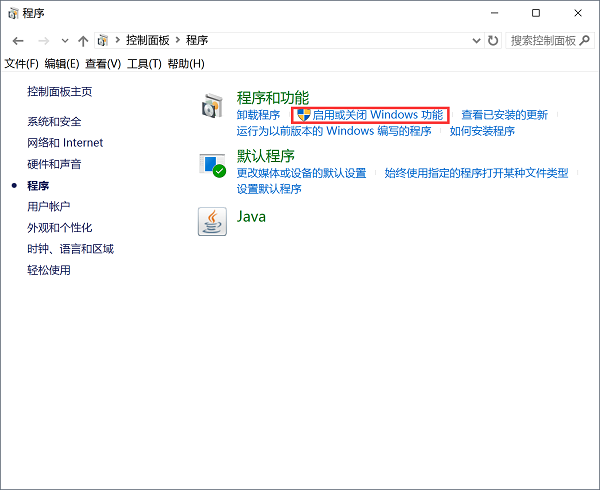 程序
控制面板 程序
搜索控制面板
文件(F) 编辑(E) 查看(V) 工具(T) 帮助(H)
控制面板主页
系统和安全
网络和 Internet
硬件和声音
程序
用户帐户
外观和个性化
时钟、语言和区域
轻松使用
程序和功能
卸载程序 启用或关闭 Windows 功能 查看已安装的更新
运行为以前版本的 Windows 编写的程序 如何安装程序
默认程序
更改媒体或设备的默认设置 始终使用指定的程序打开某种文件类型
设置默认程序
Java